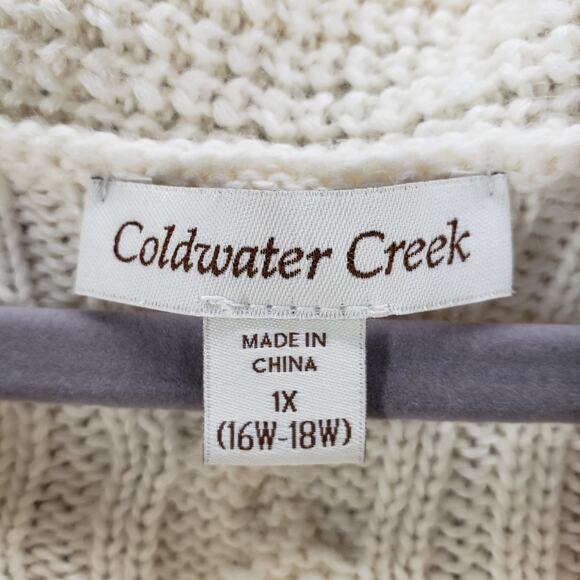 Coldwater Creek
MADE IN
CHINA
1X
(16W-18W)